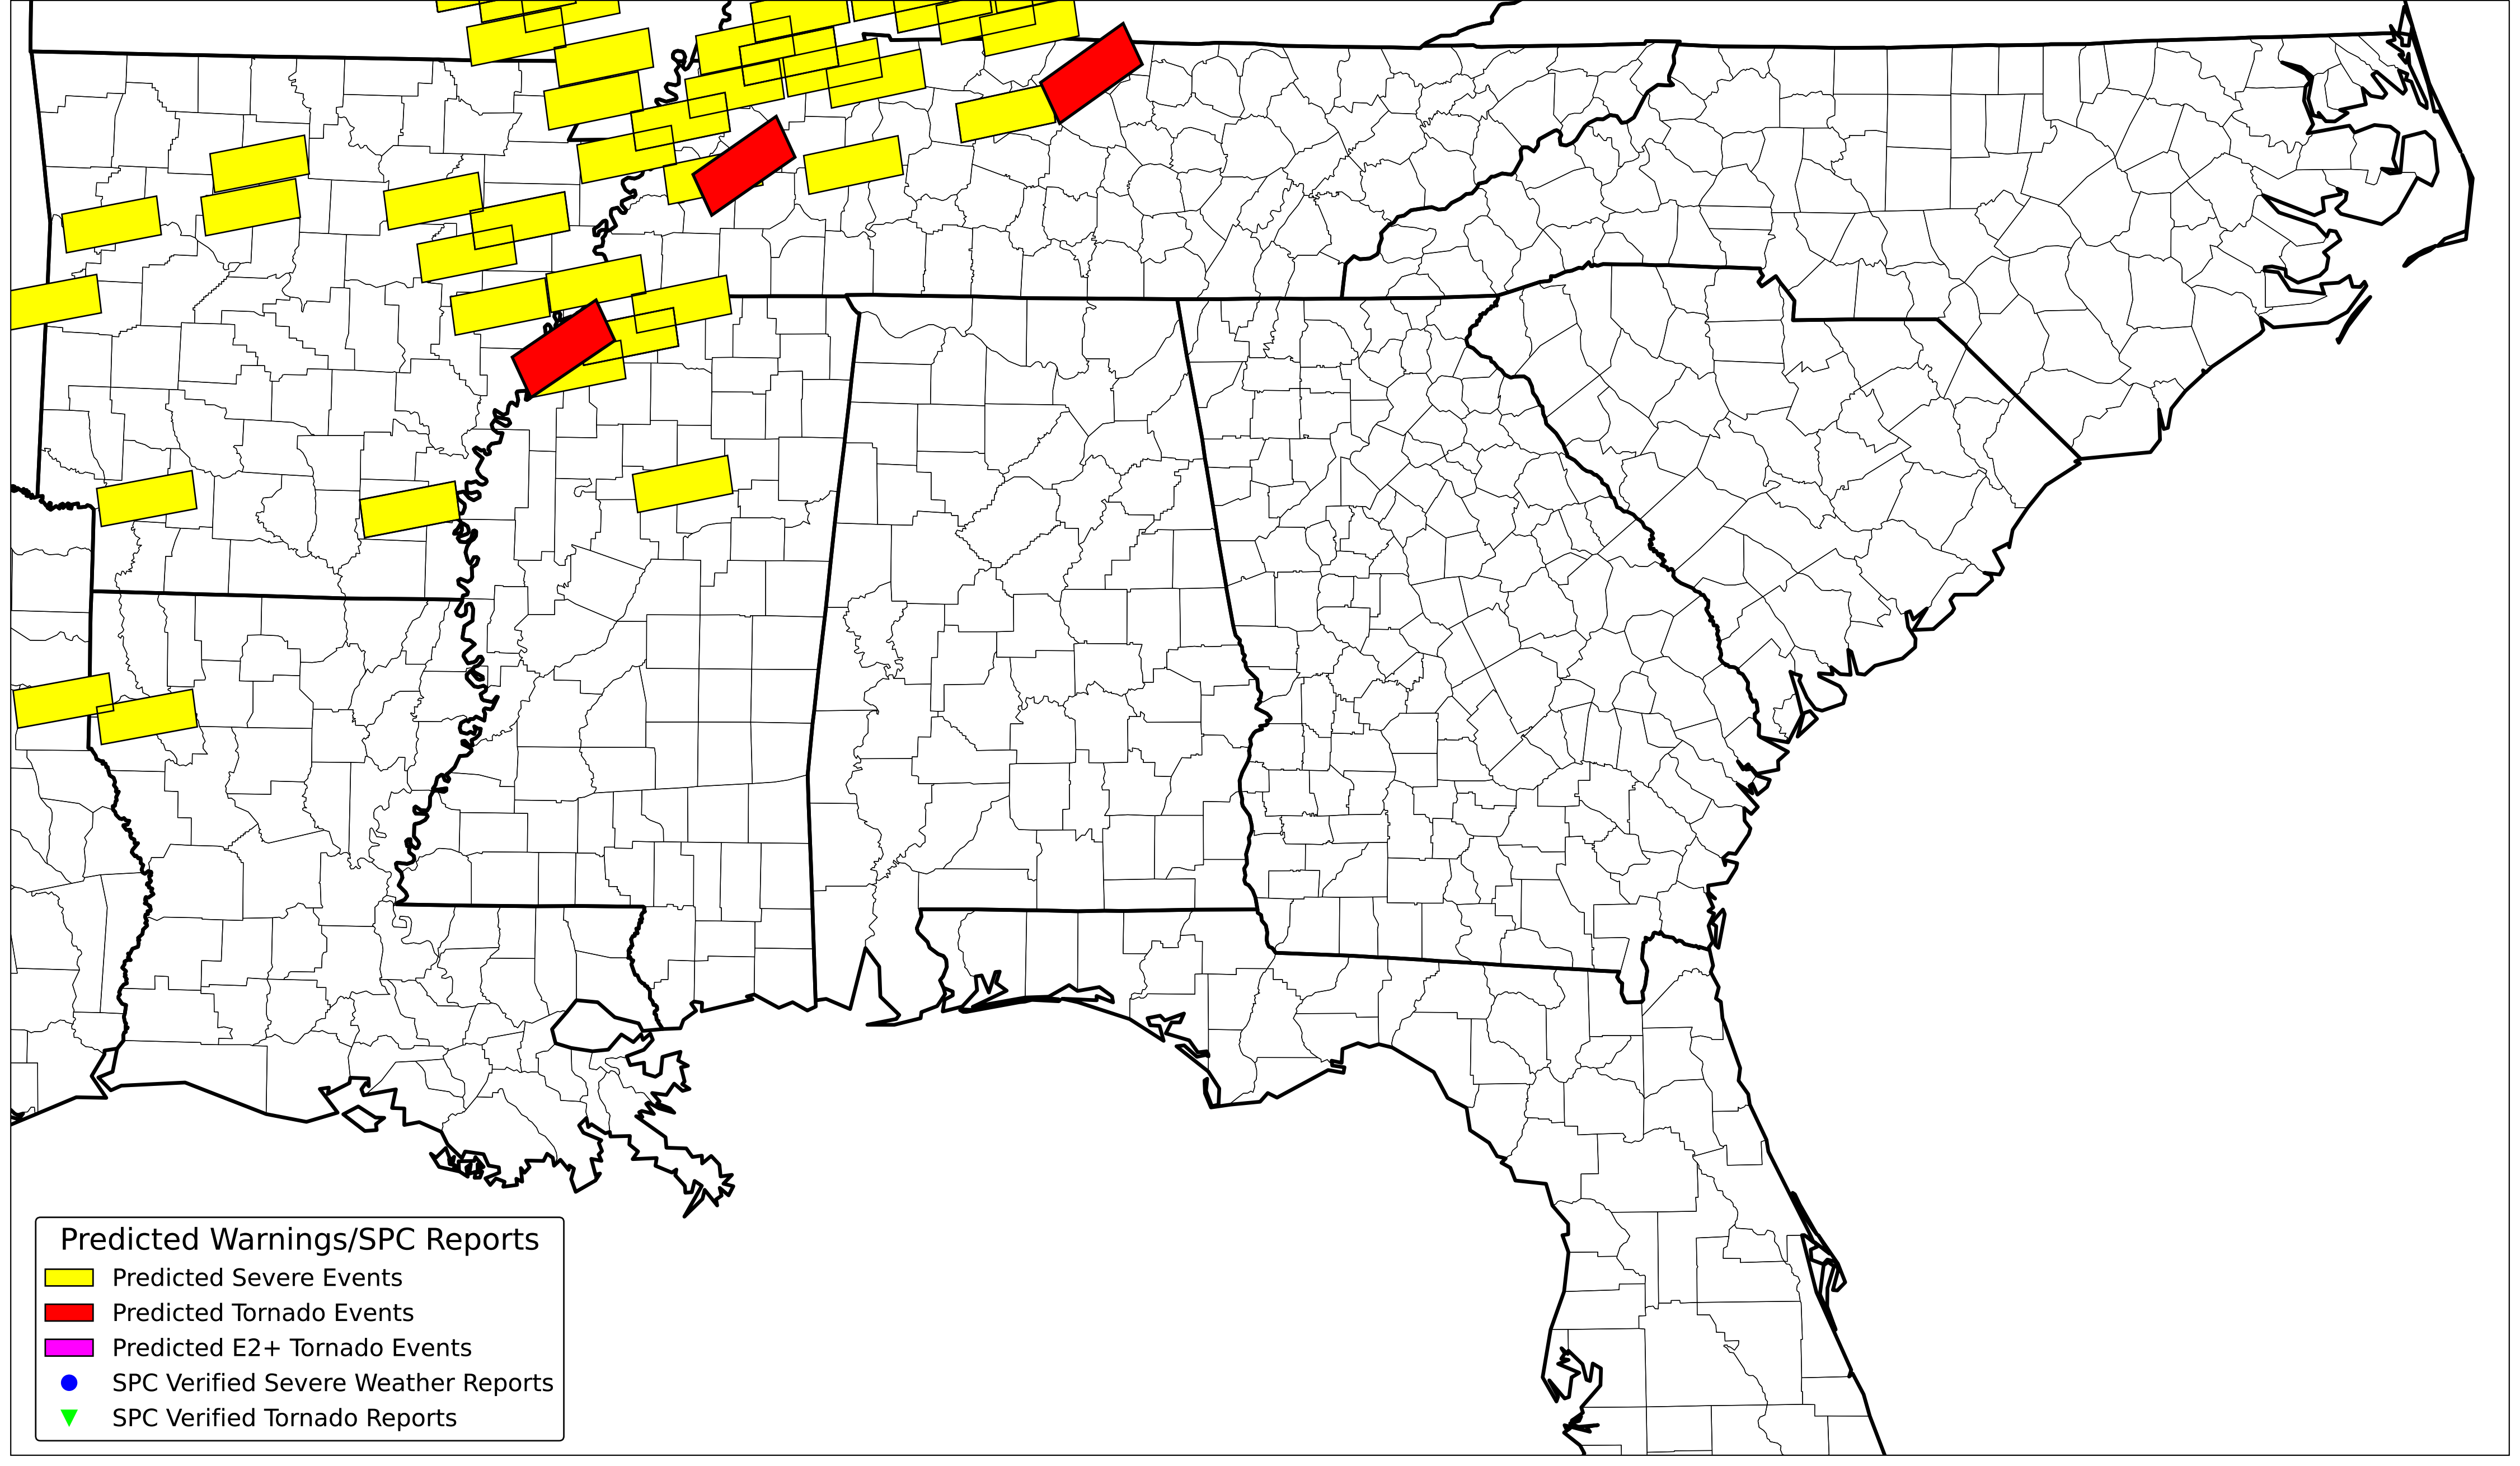 Predicted Warnings/SPC Reports
Predicted Severe Events
Predicted Tornado Events
Predicted E2+ Tornado Events
SPC Verified Severe Weather Reports
SPC Verified Tornado Reports